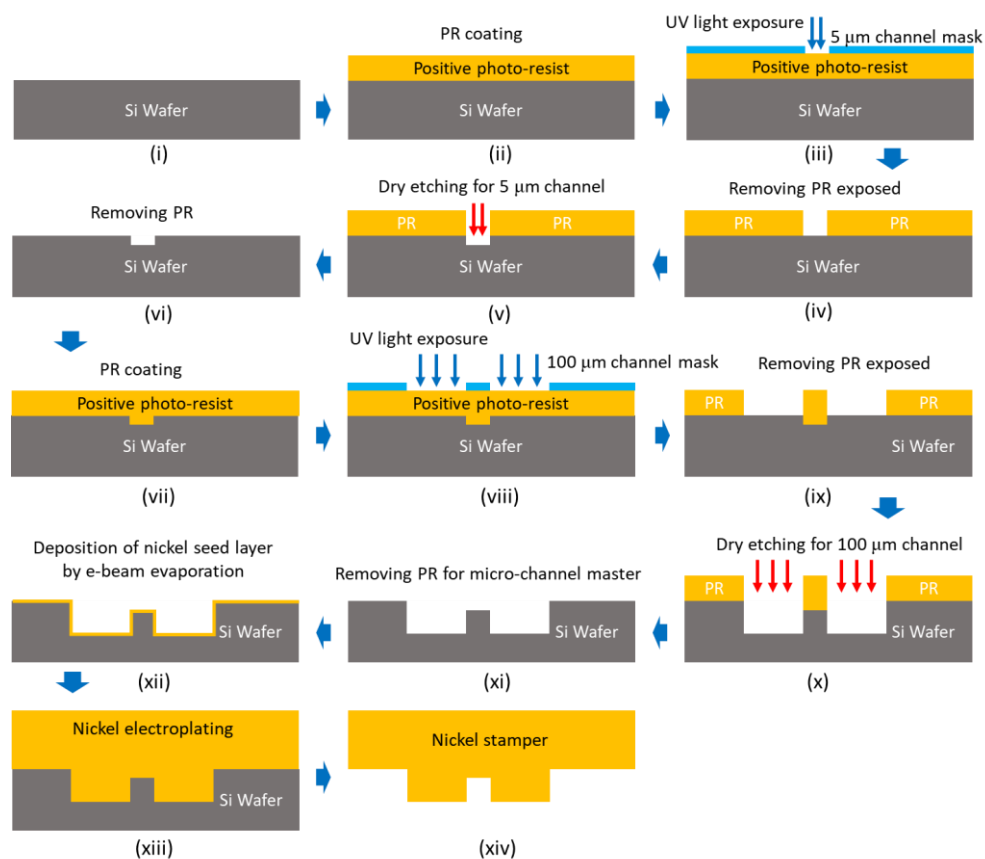 UV light exposure
5 μm channel mask
PR coating
Positive photo-resist
Positive photo-resist
Si Wafer
Si Wafer
Si Wafer
(i)
(ii)
(iii)
Removing PR
Dry etching for 5 μm channel
Removing PR exposed
PR
PR
PR
PR
Si Wafer
Si Wafer
Si Wafer
(vi)
(v)
(iv)
PR coating
UV light exposure
100 μm channel mask
Removing PR exposed
Positive photo-resist
Positive photo-resist
PR
PR
Si Wafer
Si Wafer
Si Wafer
(vii)
(viii)
(ix)
Deposition of nickel seed layer
by e-beam evaporation
Removing PR for micro-channel master
Dry etching for 100 μm channel
PR
PR
Si Wafer
Si Wafer
Si Wafer
(xii)
(xi)
(x)
Nickel electroplating
Nickel stamper
Si Wafer
(xiii)
(xiv)